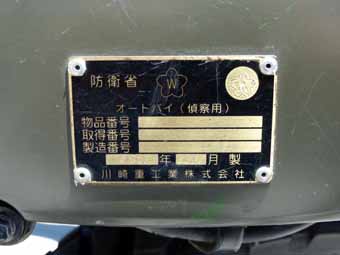 防衛省 W
オートバイ(偵察用)
物品番号
取得番号
製造番号
年 月 製
川崎重工業株式会社